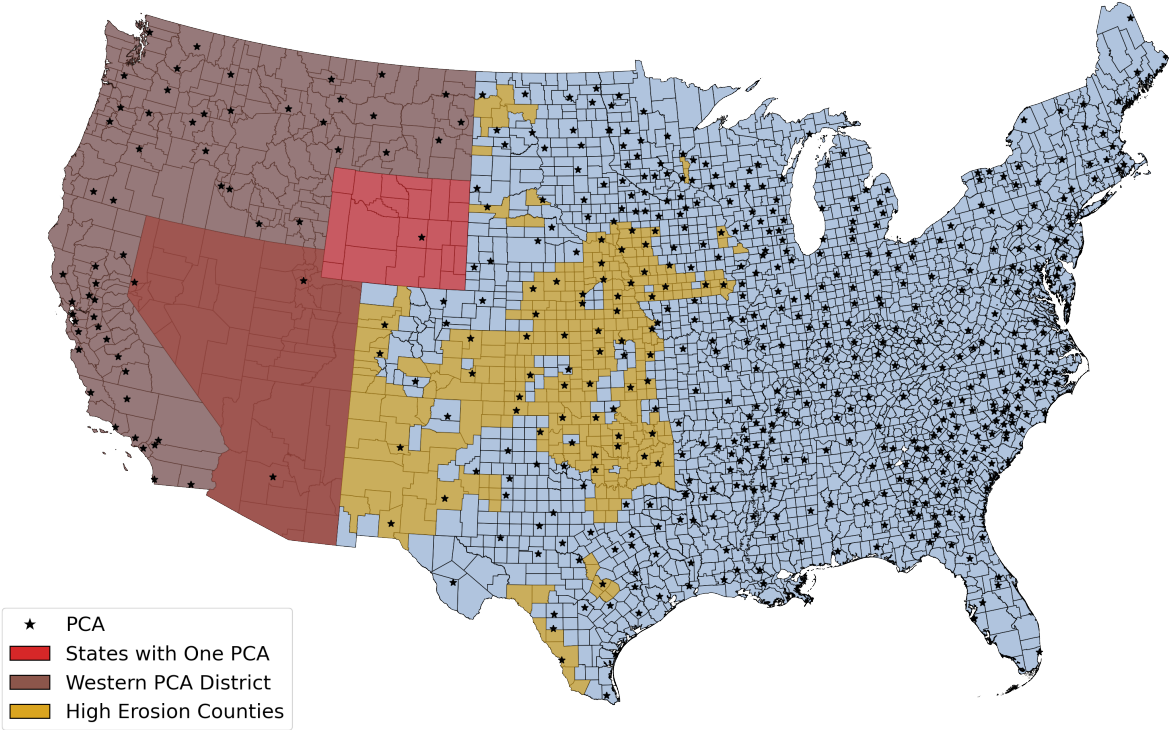 PCA
States with One PCA
Western PCA District
High Erosion Counties